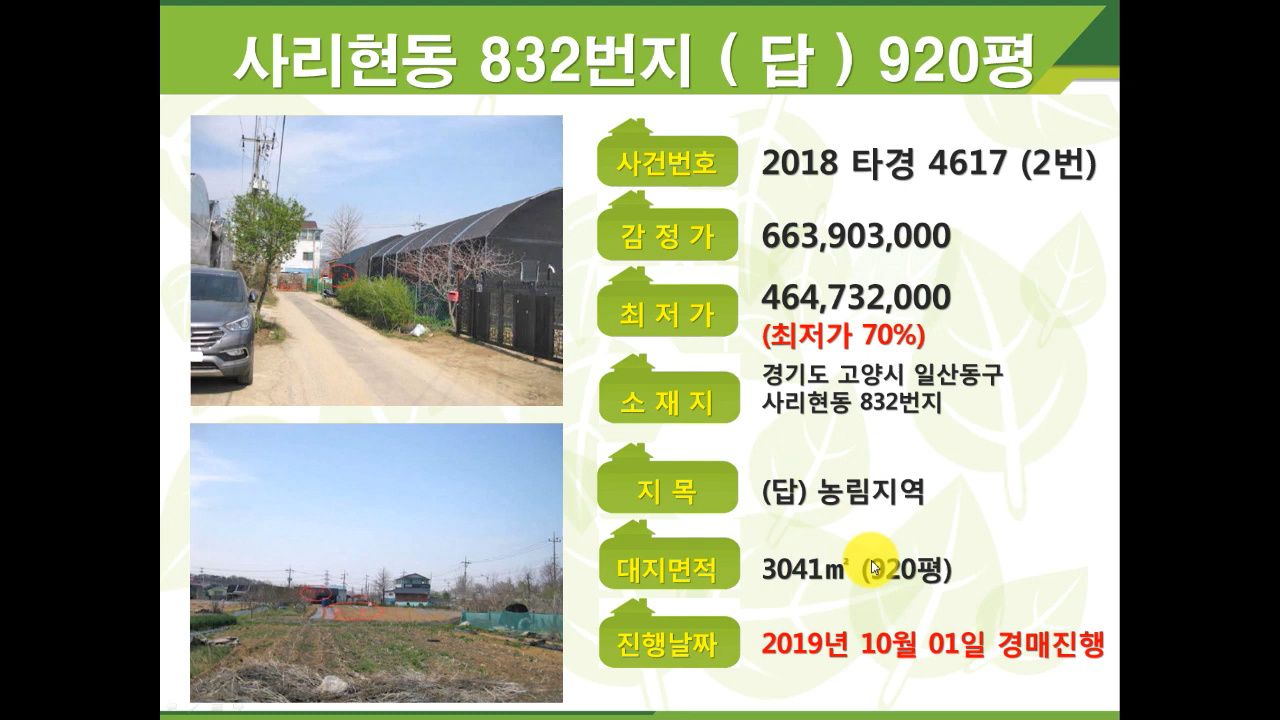 사리현동 832번지 ( 답 ) 920평
사건번호
2018 타경 4617 (2번)
감 정 가
663,903,000
최 저 가
464,732,000
(최저가 70%)
소 재 지
경기도 고양시 일산동구
사리현동 832번지
지 목
(답) 농림지역
대지면적
3041㎡ (920평)
진행날짜
2019년 10월 01일 경매진행